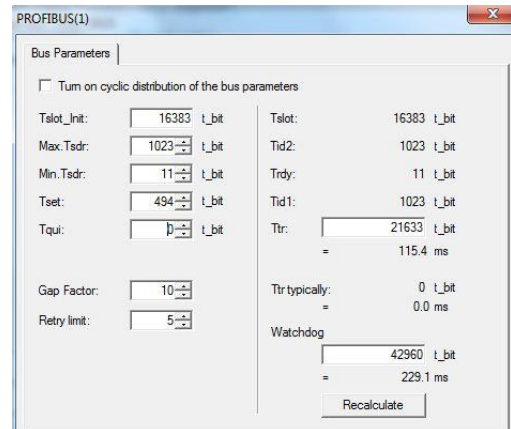 PROFIBUS(1)
Bus Parameters
Turn on cyclic distribution of the bus parameters
Tslot_Init: 16383 t_bit
Max.Tsdr: 1023 t_bit
Min.Tsdr: 11 t_bit
Tset: 494 t_bit
Tqui: 0 t_bit
Gap Factor: 10
Retry limit: 5
Tslot: 16383 t_bit
Tid2: 1023 t_bit
Trdy: 11 t_bit
Tid1: 1023 t_bit
Ttr: 21633 t_bit
= 115.4 ms
Ttr typically: 0 t_bit
= 0.0 ms
Watchdog
42960 t_bit
= 229.1 ms
Recalculate